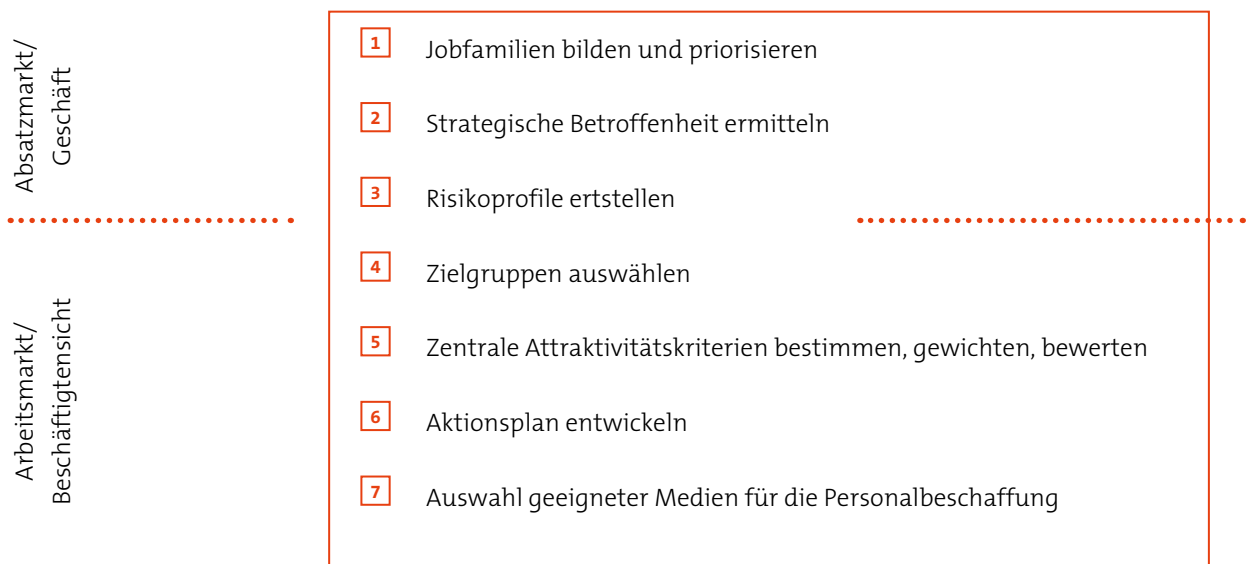 Absatzmarkt/
Geschäft
1 Jobfamilien bilden und priorisieren
2 Strategische Betroffenheit ermitteln
3 Risikoprofile ertstellen
Arbeitsmarkt/
Beschäftigtensicht
4 Zielgruppen auswählen
5 Zentrale Attraktivitätskriterien bestimmen, gewichten, bewerten
6 Aktionsplan entwickeln
7 Auswahl geeigneter Medien für die Personalbeschaffung